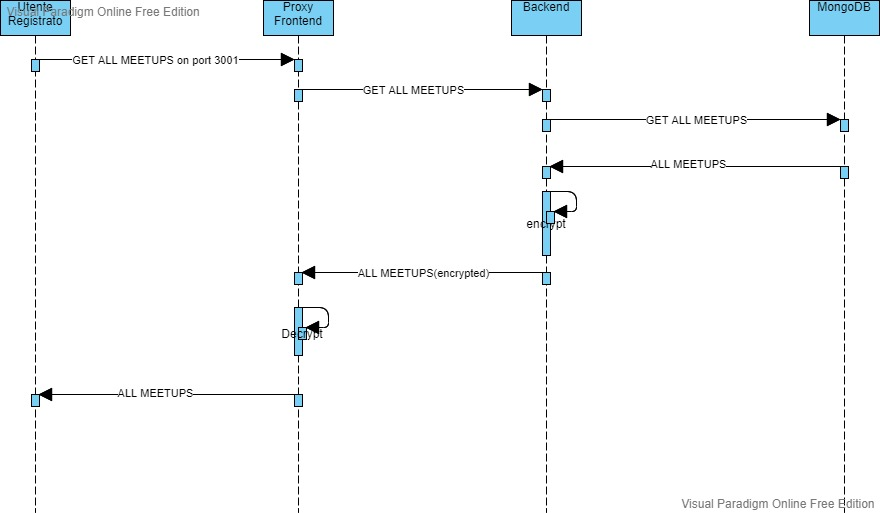 Visual Paradigm Online Free Edition
Utente
Registrato
Proxy
Frontend
Backend
MongoDB
GET ALL MEETUPS on port 3001
GET ALL MEETUPS
GET ALL MEETUPS
ALL MEETUPS
encrypt
ALL MEETUPS(encrypted)
Decrypt
ALL MEETUPS
Visual Paradigm Online Free Edition